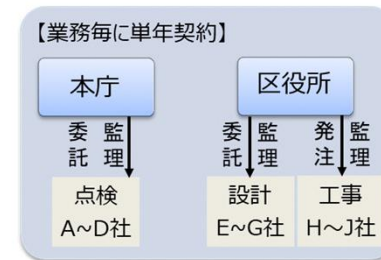 【業務毎に単年契約】
本庁
区役所
委託
監理
委託
監理
発注
監理
点検
A~D社
設計
E~G社
工事
H~J社